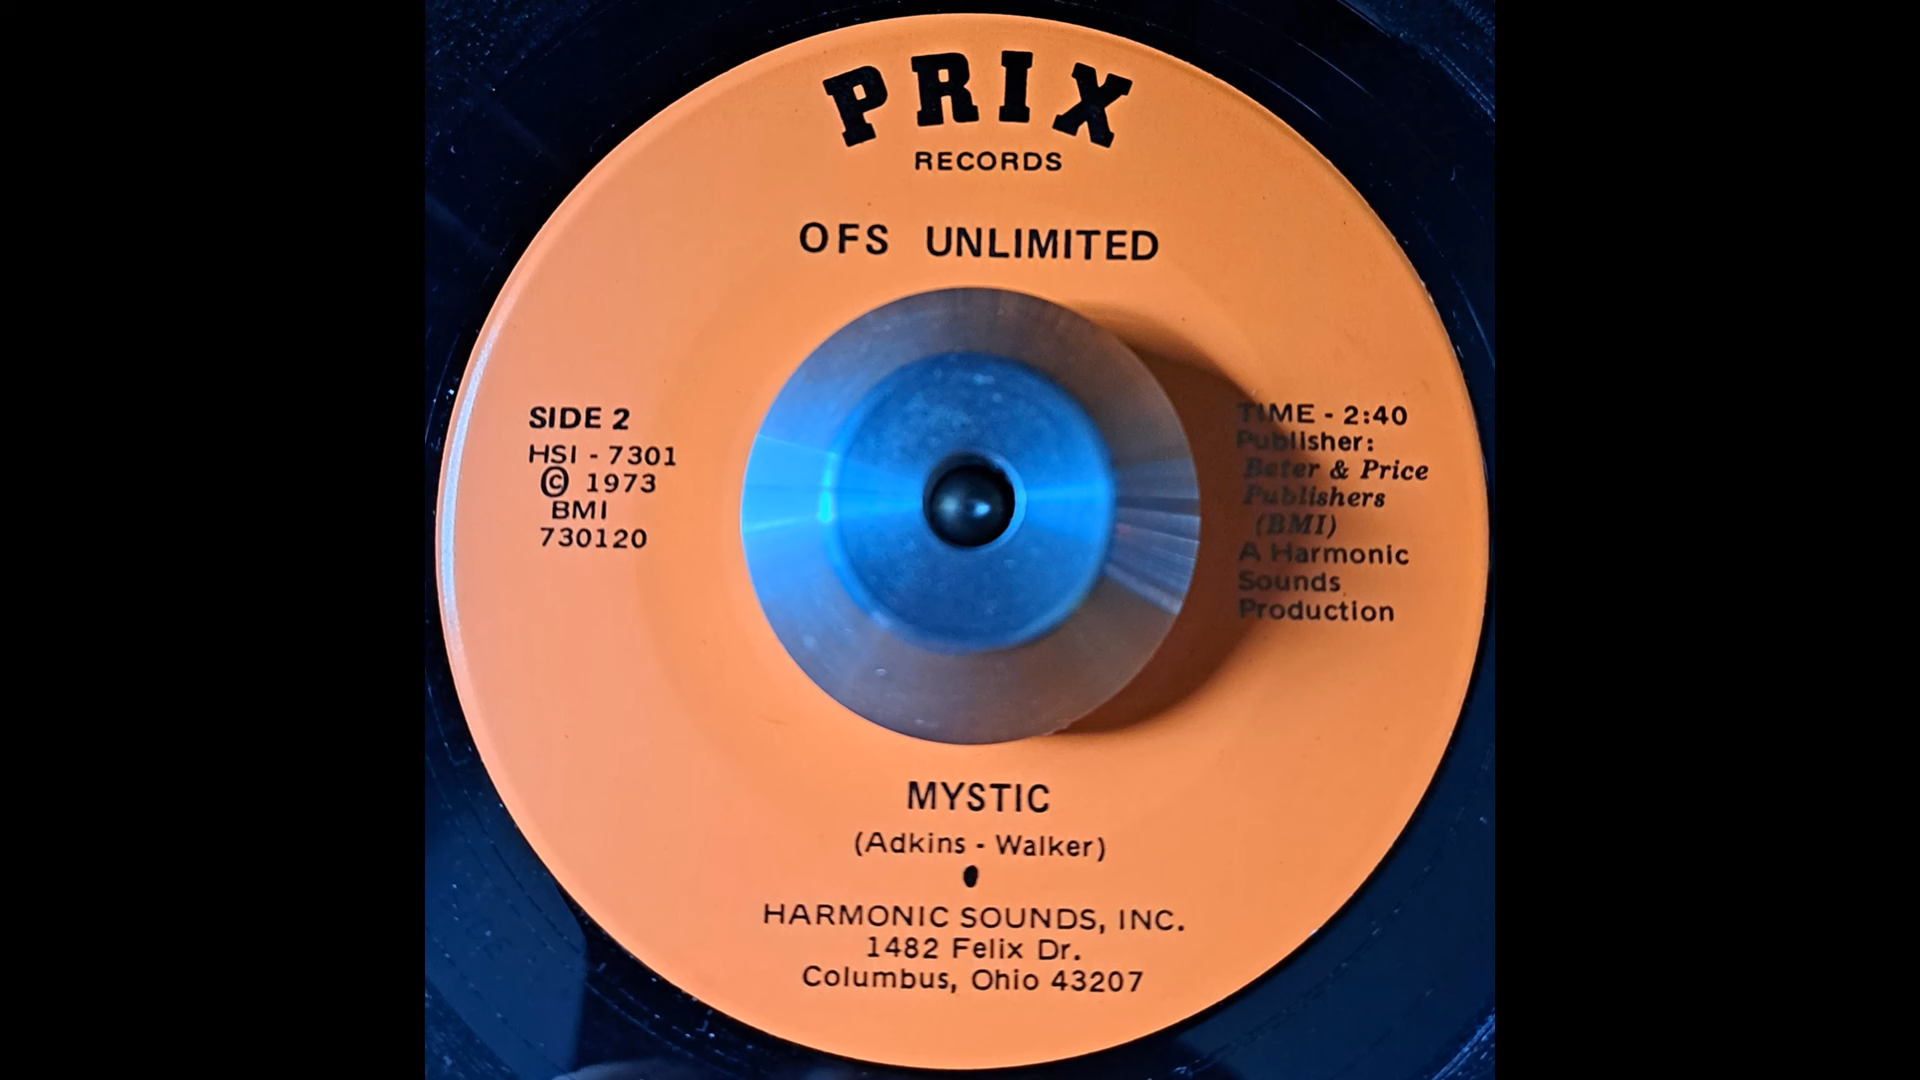 PRIX
RECORDS
OFS UNLIMITED
SIDE 2
HSI - 7301
© 1973
BMI
730120
TIME - 2:40
Publisher:
Beter & Price
Publishers
(BMI)
A Harmonic
Sounds
Production
MYSTIC
(Adkins - Walker)
HARMONIC SOUNDS, INC.
1482 Felix Dr.
Columbus, Ohio 43207